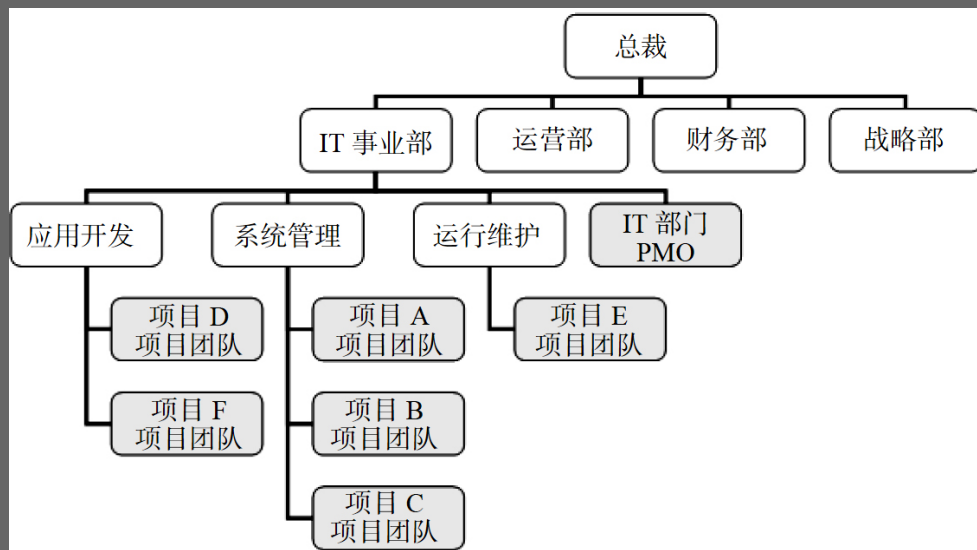 总裁
IT 事业部
运营部
财务部
战略部
应用开发
系统管理
运行维护
IT 部门
PMO
项目 D
项目团队
项目 A
项目团队
项目 E
项目团队
项目 F
项目团队
项目 B
项目团队
项目 C
项目团队